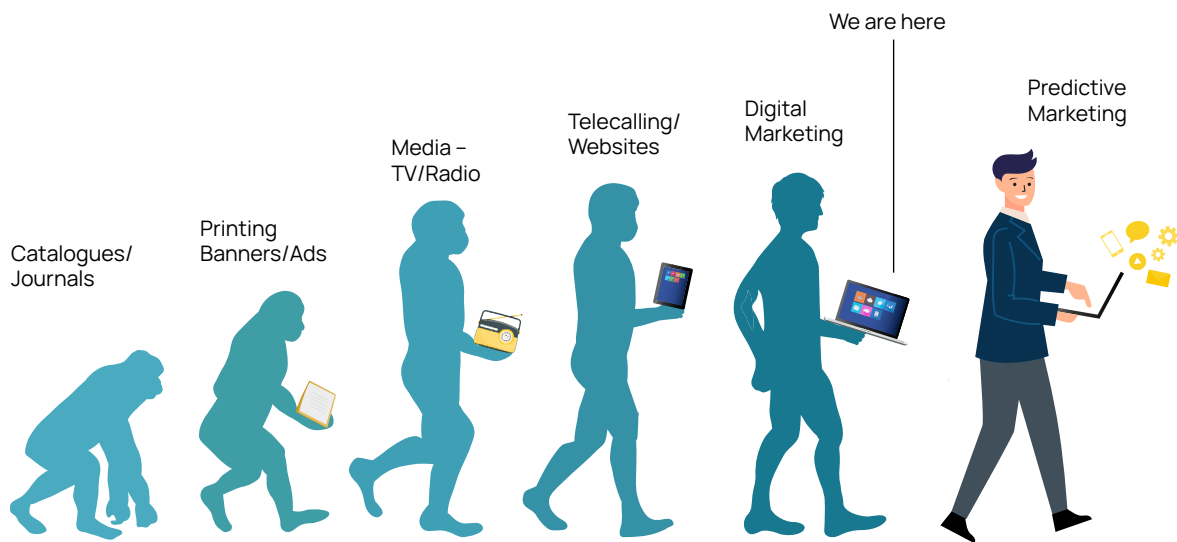 We are here
Predictive
Marketing
Digital
Marketing
Telecalling/
Websites
Media –
TV/Radio
Printing
Banners/Ads
Catalogues/
Journals